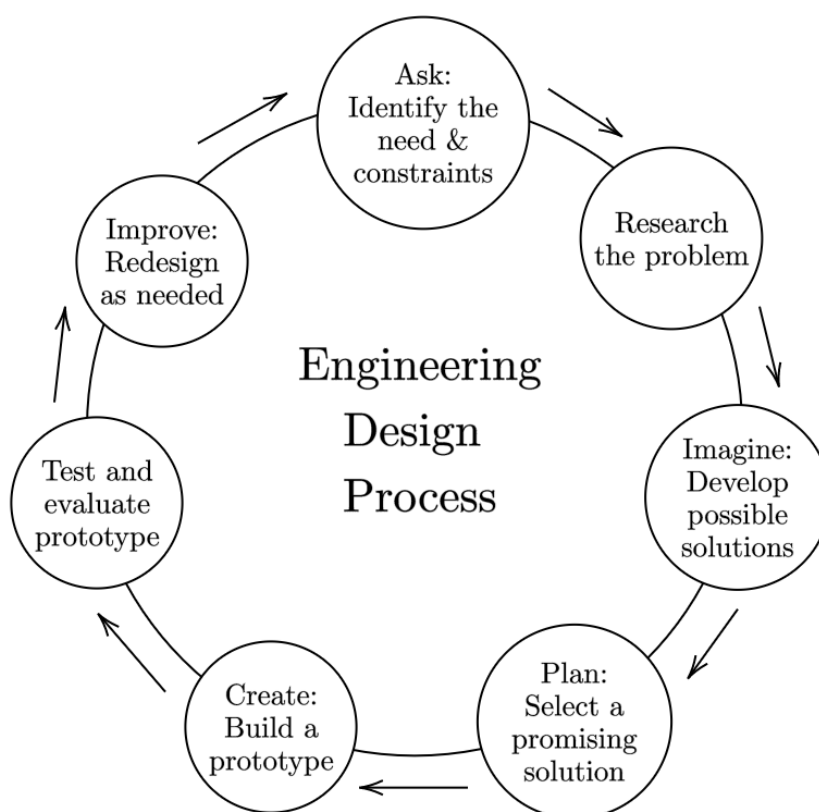 Ask:
Identify the
need &
constraints
Research
the problem
Imagine:
Develop
possible
solutions
Plan:
Select a
promising
solution
Create:
Build a
prototype
Test and
evaluate
prototype
Improve:
Redesign
as needed
Engineering
Design
Process